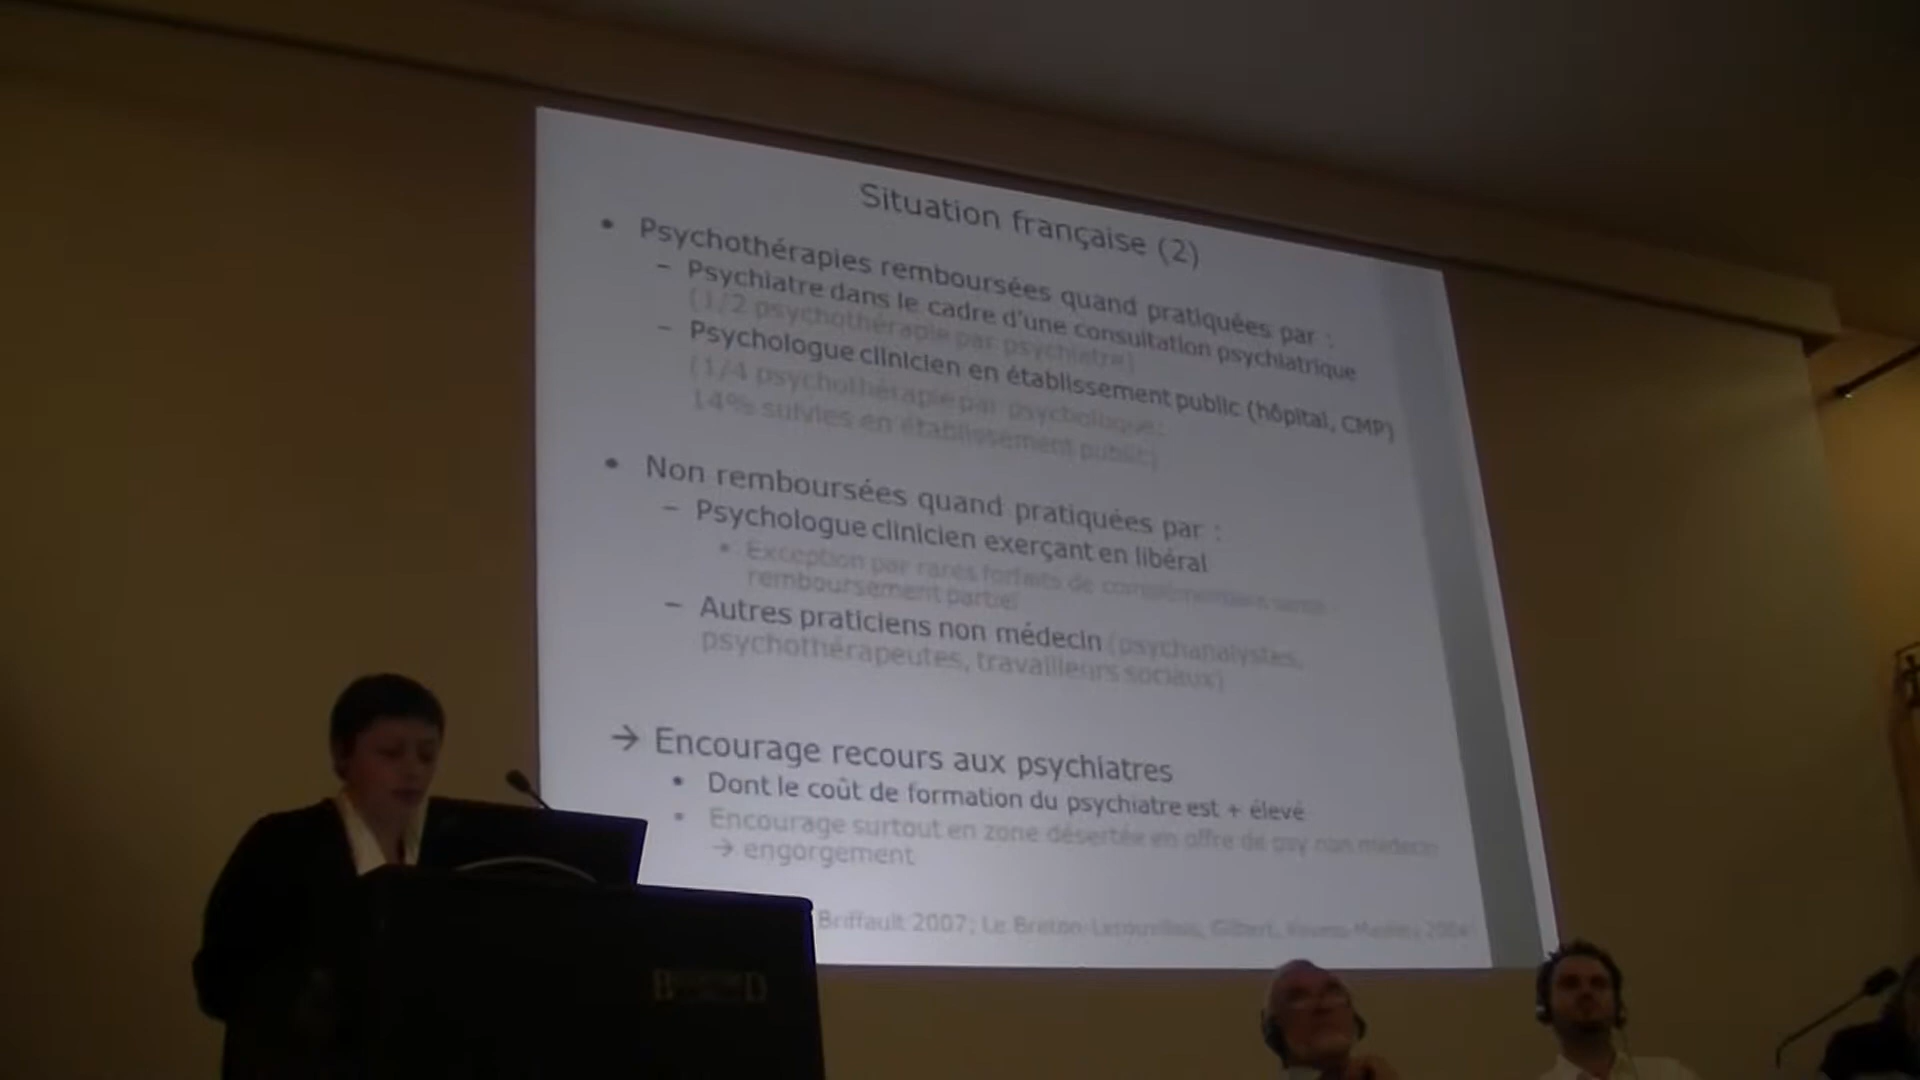 Situation française (2)
• Psychothérapies remboursées quand pratiquées par :
– Psychiatre dans le cadre d'une consultation psychiatrique
(1/2 psychothérapie par psychiatre)
– Psychologue clinicien en établissement public (hôpital, CMP)
(1/4 psychothérapie par psychologue;
14% suivies en établissement public)
• Non remboursées quand pratiquées par :
– Psychologue clinicien exerçant en libéral
• Exception par rares forfaits de
remboursement partiel
– Autres praticiens non médecin (psychanalystes,
psychothérapeutes, travailleurs sociaux)
→ Encourage recours aux psychiatres
• Dont le coût de formation du psychiatre est + élevé
• Encourage surtout en zone désertée en offre de psy non médecin
→ engorgement
Briffault 2007; Le Breton-Lerouvillois, Gilbert,